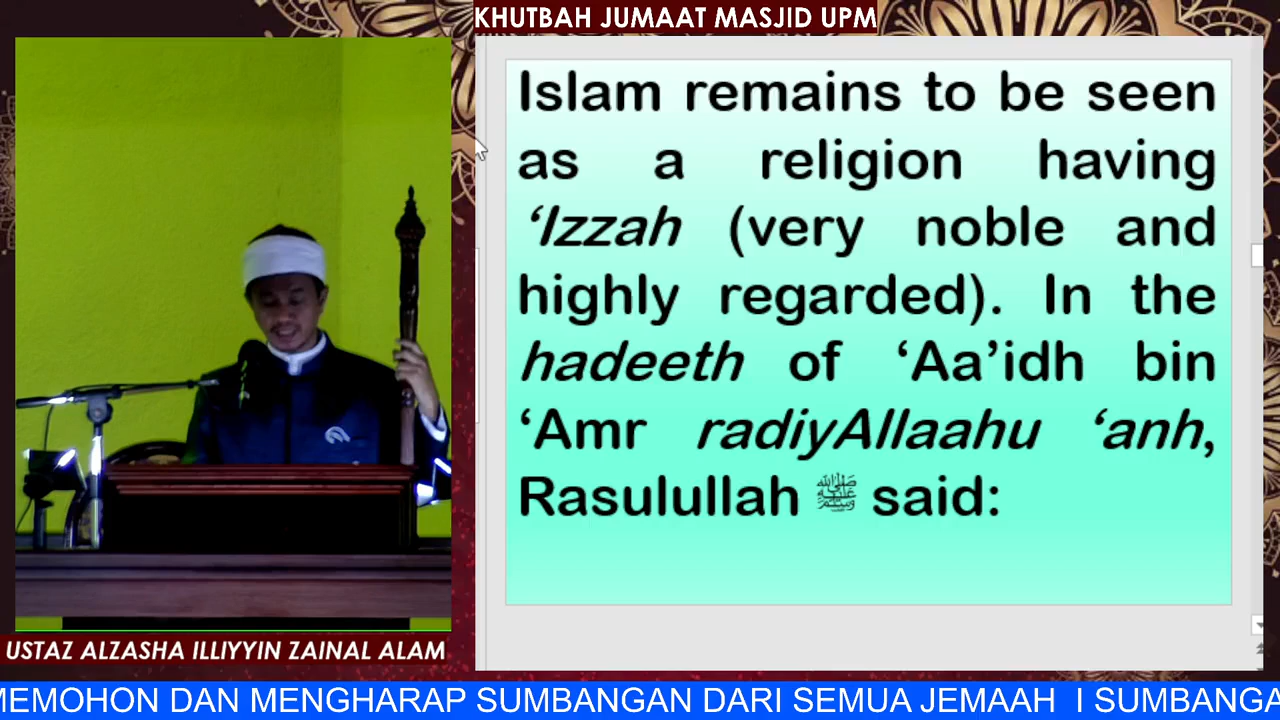 KHUTBAH JUMAAT MASJID UPM
Islam remains to be seen
as a religion having
‘Izzah (very noble and
highly regarded). In the
hadeeth of ‘Aa’idh bin
‘Amr radiyAllaahu ‘anh,
Rasulullah ﷺ said:
USTAZ ALZASHA ILLIYYIN ZAINAL ALAM
MEMOHON DAN MENGHARAP SUMBANGAN DARI SEMUA JEMAAH I SUMBANGA